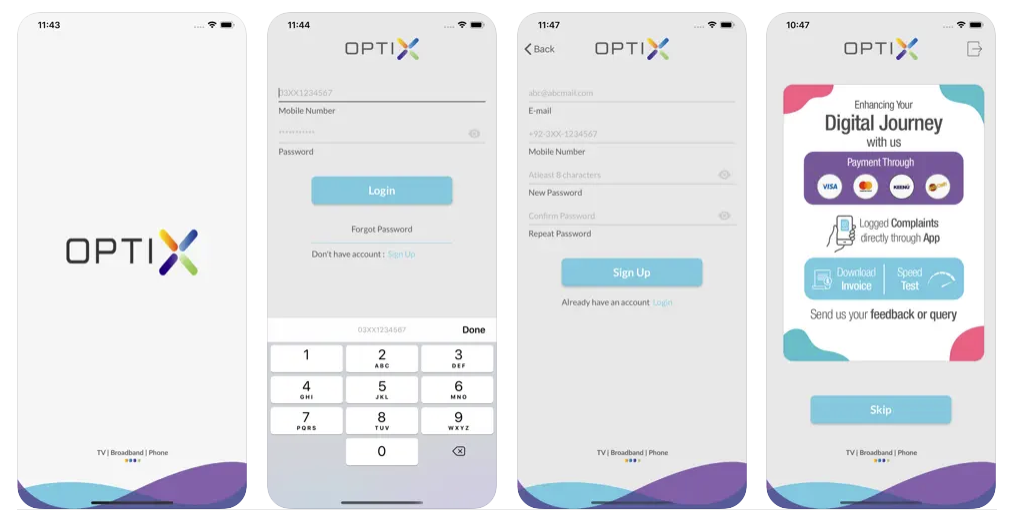 11:43
OPTIX
TV | Broadband | Phone
11:44
OPTIX
03XX1234567
Mobile Number
Password
Login
Forgot Password
Don't have account : Sign Up
03XX1234567
Done
1
2
ABC
3
DEF
4
GHI
5
JKL
6
MNO
7
PQRS
8
TUV
9
WXYZ
0
11:47
Back
OPTIX
abc@abcmail.com
E-mail
+92-3XX-1234567
Mobile Number
Atleast 8 characters
New Password
Confirm Password
Repeat Password
Sign Up
Already have an account Login
TV | Broadband | Phone
10:47
OPTIX
Enhancing Your
Digital Journey
with us
Payment Through
VISA
KEENU
Logged Complaints
directly through App
Download
Invoice
Speed
Test
Send us your feedback or query
Skip
TV | Broadband | Phone